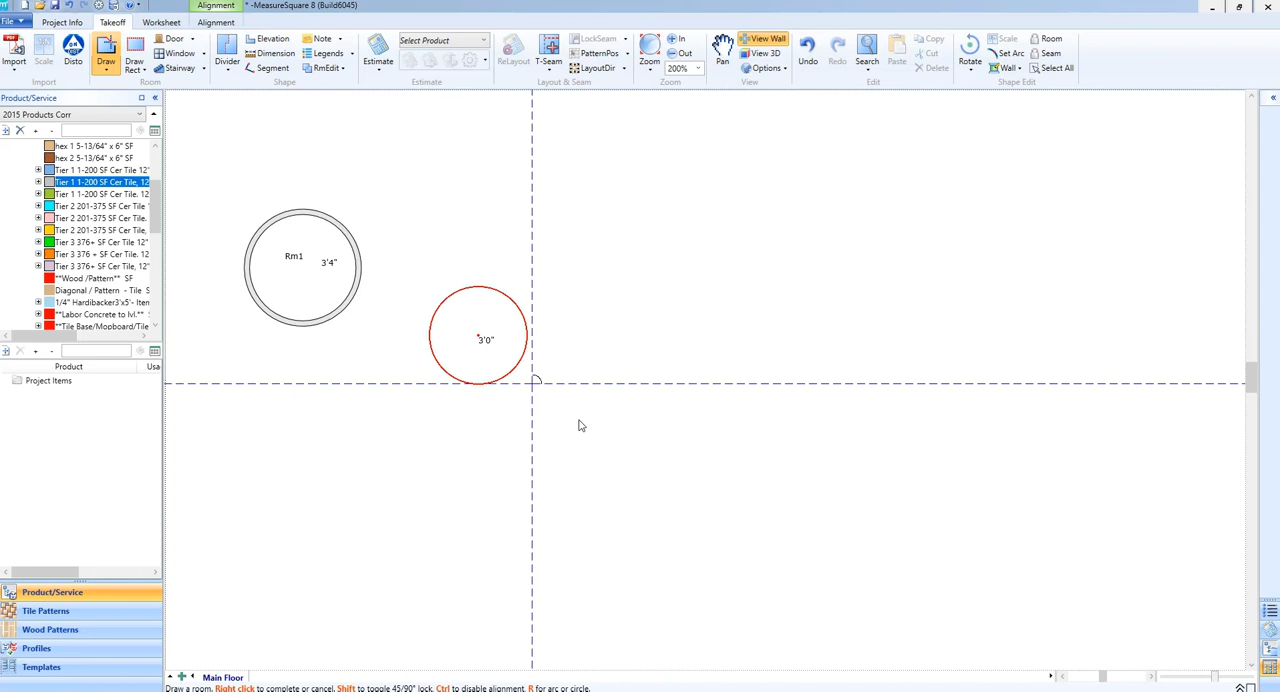 Alignment * -MeasureSquare 8 (Build6045)
File Project Info Takeoff Worksheet Alignment
Import Scale Disto Draw Draw Rect Door Window Stairway Divider Elevation Dimension Segment Note Legends RmEdit Estimate Select Product ReLayout T-Seam LockSeam PatternPos LayoutDir Zoom In Out 200% Pan View Wall View 3D Options Undo Redo Search Paste Copy Cut Delete Rotate Scale Set Arc Wall Room Seam Select All
Import Room Shape Estimate Layout & Seam Zoom View Edit Shape Edit
Product/Service
2015 Products Corr
hex 1 5-13/64" x 6" SF
hex 2 5-13/64" x 6" SF
Tier 1 1-200 SF Cer Tile 12"
Tier 1 1-200 SF Cer Tile, 12
Tier 1 1-200 SF Cer Tile. 12
Tier 2 201-375 SF Cer Tile
Tier 2 201-375 SF Cer Tile.
Tier 2 201-375 SF Cer Tile.
Tier 3 376+ SF Cer Tile 12"
Tier 3 376 + SF Cer Tile. 12
Tier 3 376+ SF Cer Tile, 12"
**Wood /Pattern** SF
Diagonal / Pattern - Tile S
1/4" Hardibacker3'x5'- Item
**Labor Concrete to lvl.** SF
**Tile Base/Mopboard/Tile
Product Usa
Project Items
Rm1 3'4"
3'0"
Product/Service
Tile Patterns
Wood Patterns
Profiles
Templates
Main Floor
Draw a room. Right click to complete or cancel. Shift to toggle 45/90° lock. Ctrl to disable alignment. R for arc or circle.